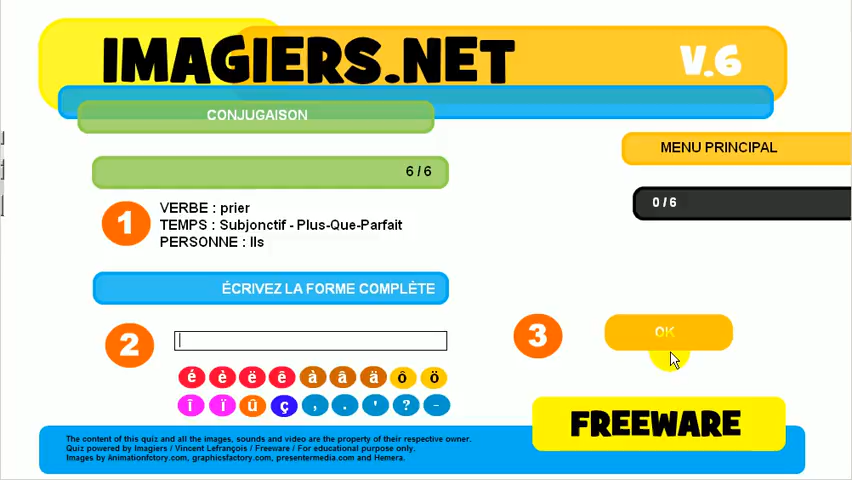 IMAGIERS.NET
V.6
CONJUGAISON
MENU PRINCIPAL
6 / 6
0 / 6
1
VERBE : prier
TEMPS : Subjonctif - Plus-Que-Parfait
PERSONNE : Ils
ÉCRIVEZ LA FORME COMPLÈTE
2
3
OK
é è ë ê à â ä ô ö
î ï û ç , . ' ? -
FREEWARE
The content of this quiz and all the images, sounds and video are the property of their respective owner.
Quiz powered by Imagiers / Vincent Lefrançois / Freeware / For educational purpose only.
Images by Animationfctory.com, graphicsfactory.com, presentermedia.com and Hemera.